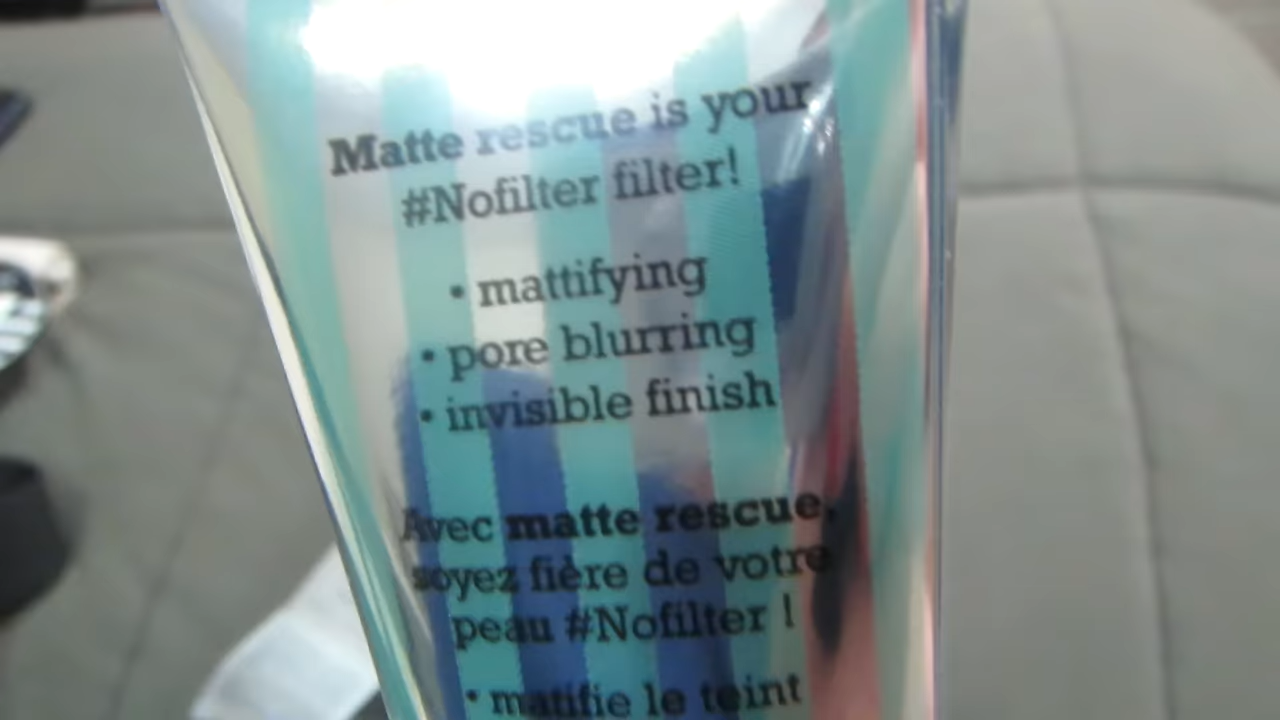 Matte rescue is your
#Nofilter filter!
• mattifying
• pore blurring
• invisible finish
Avec matte rescue,
soyez fière de votre
peau #Nofilter !
• matifie le teint